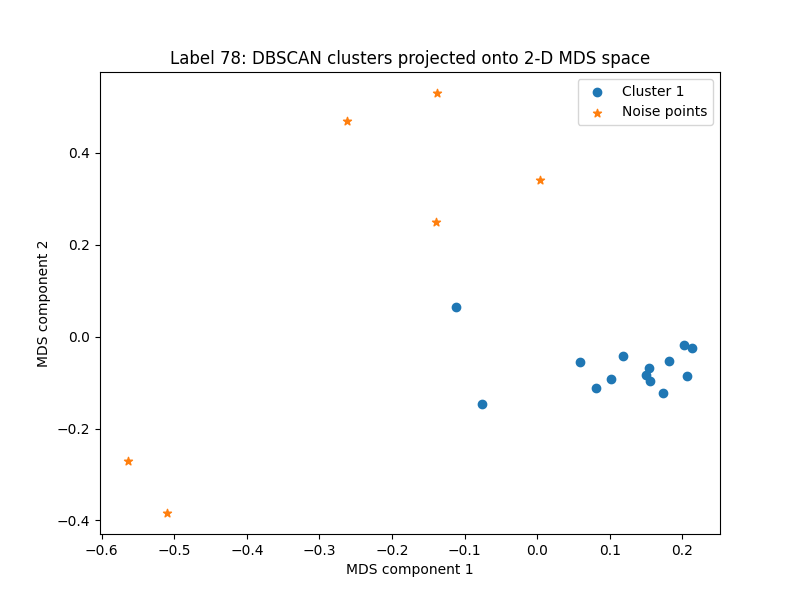 Label 78: DBSCAN clusters projected onto 2-D MDS space
Cluster 1
Noise points
MDS component 2
0.4
0.2
0.0
−0.2
−0.4
−0.6
−0.5
−0.4
−0.3
−0.2
−0.1
0.0
0.1
0.2
MDS component 1